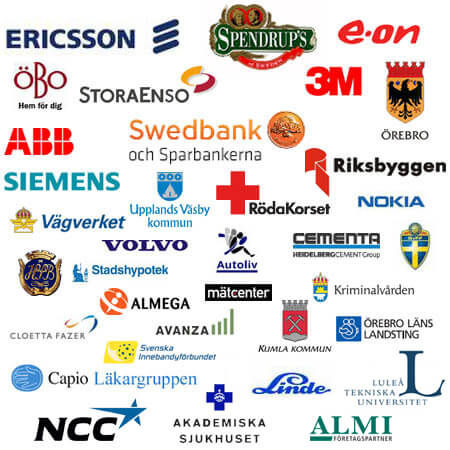 ERICSSON
SPENDRUP'S
OF SWEDEN
e·on
ÖBO
Hem för dig
STORAENSO
3M
ÖREBRO
ABB
Swedbank
och Sparbankerna
Riksbyggen
SIEMENS
Upplands Väsby
kommun
RödaKorset
NOKIA
Vägverket
VOLVO
Autoliv
CEMENTA
HEIDELBERGCEMENT Group
Stadshypotek
ALMEGA
mätcenter
Kriminalvården
CLOETTA FAZER
AVANZA
KUMLA KOMMUN
ÖREBRO LÄNS
LANDSTING
Svenska
Innebandyförbundet
Capio Läkargruppen
Linde
LULEÅ
TEKNISKA
UNIVERSITET
L
NCC
AKADEMISKA
SJUKHUSET
ALMI
FÖRETAGSPARTNER